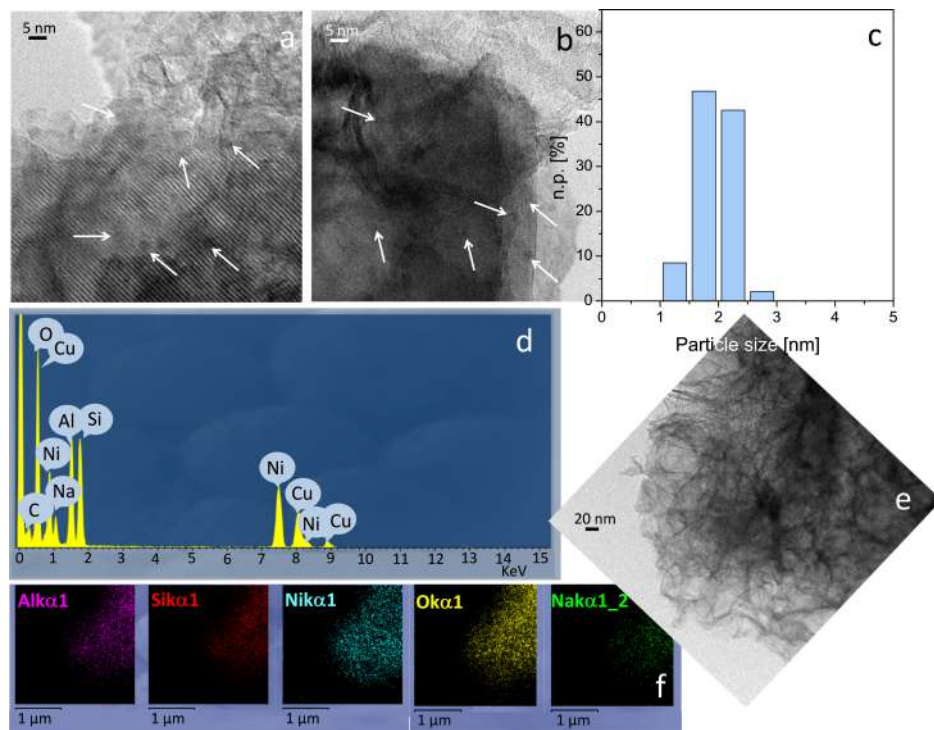 5 nm
a
5 nm
b
c
60
50
40
30
20
10
0
n.p. [%]
0 1 2 3 4 5
Particle size [nm]
d
O
Cu
Al
Si
Ni
Na
C
Ni
Cu
Ni
Cu
0 1 2 3 4 5 6 7 8 9 10 11 12 13 14 15
KeV
e
20 nm
Alkα1
Sikα1
Nikα1
Okα1
Nakα1_2
f
1 µm
1 µm
1 µm
1 µm
1 µm